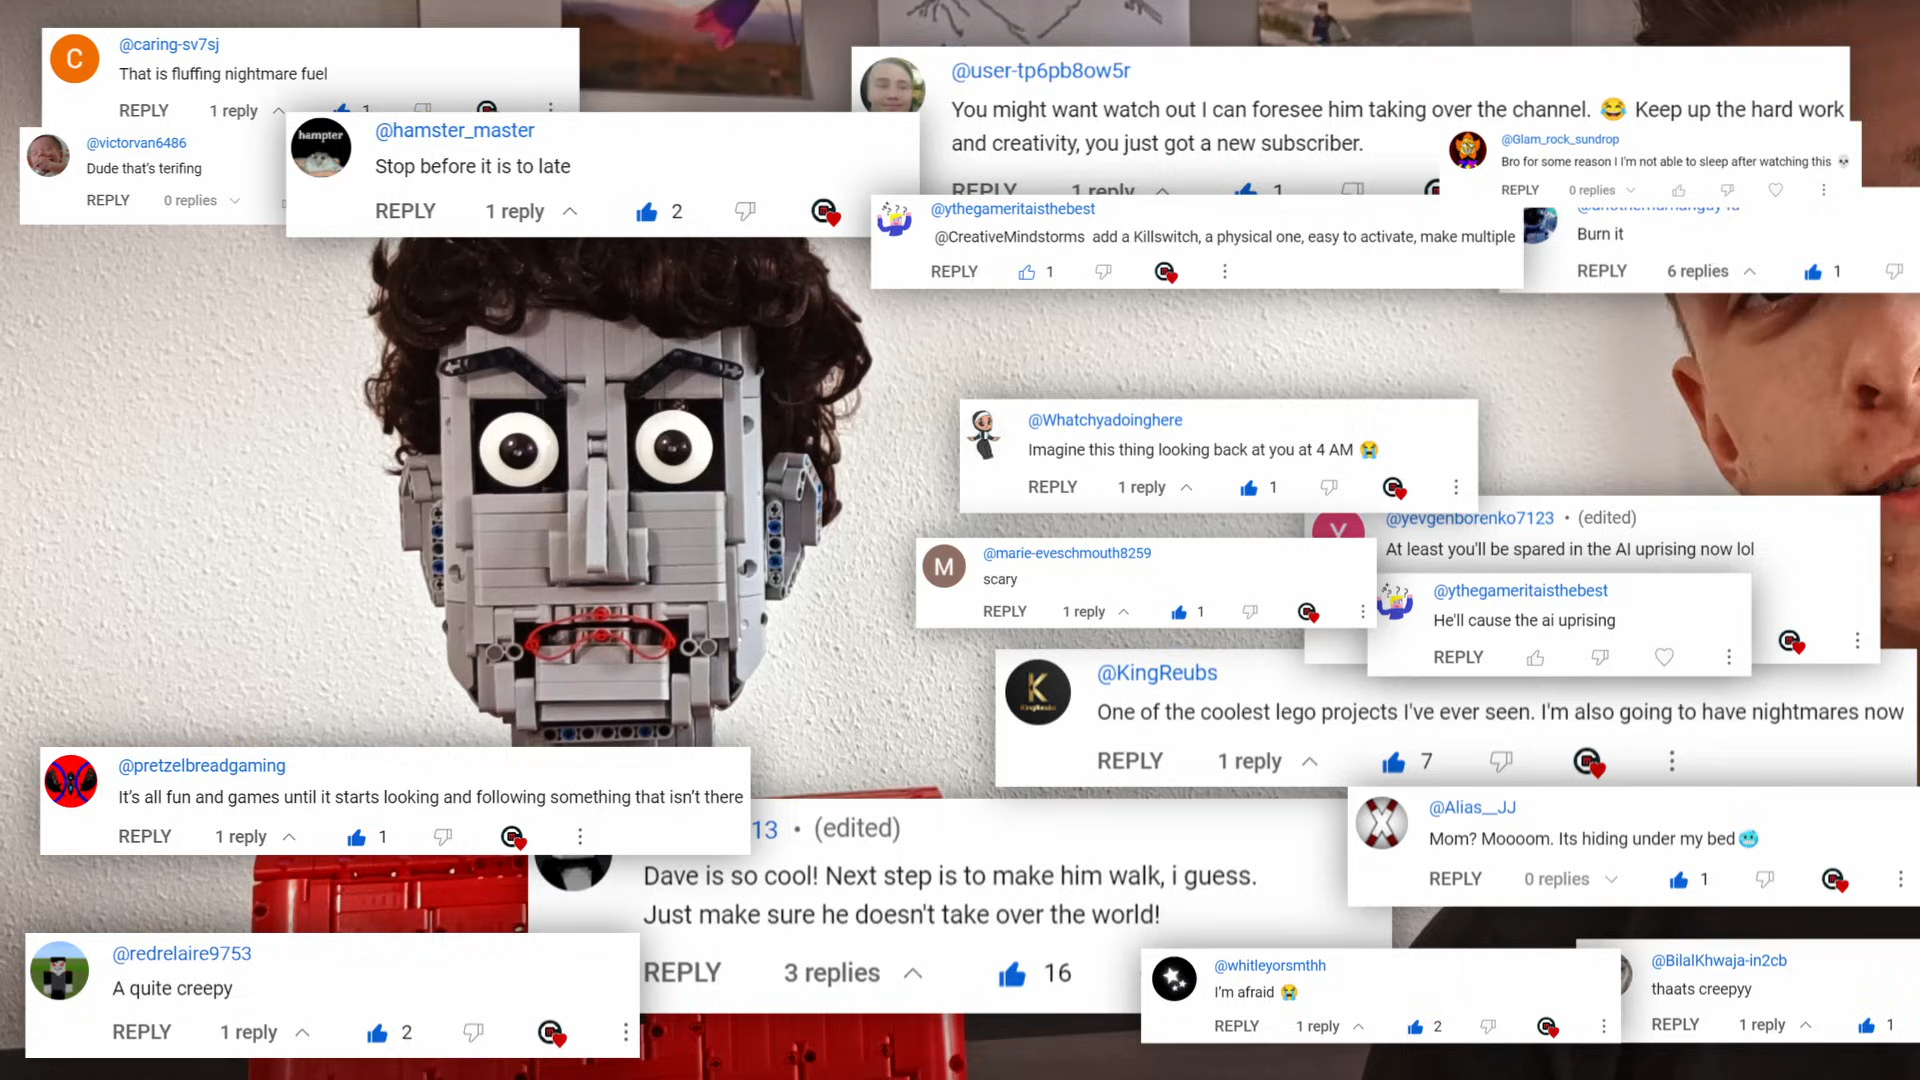 C
@caring-sv7sj
That is fluffing nightmare fuel
REPLY 1 reply 1
@victorvan6486
Dude that's terifing
REPLY 0 replies
hampter
@hamster_master
Stop before it is to late
REPLY 1 reply 2
@user-tp6pb8ow5r
You might want watch out I can foresee him taking over the channel. 😂 Keep up the hard work
and creativity, you just got a new subscriber.
REPLY 1 reply 1
@Glam_rock_sundrop
Bro for some reason I I'm not able to sleep after watching this 💀
REPLY 0 replies
@ythegameritaisthebest
@CreativeMindstorms add a Killswitch, a physical one, easy to activate, make multiple
REPLY 1
Burn it
REPLY 6 replies 1
@Whatchyadoinghere
Imagine this thing looking back at you at 4 AM 😭
REPLY 1 reply 1
Y
@yevgenborenko7123 • (edited)
At least you'll be spared in the AI uprising now lol
M
@marie-eveschmouth8259
scary
REPLY 1 reply 1
@ythegameritaisthebest
He'll cause the ai uprising
REPLY
K
KingReubs
@KingReubs
One of the coolest lego projects I've ever seen. I'm also going to have nightmares now
REPLY 1 reply 7
@pretzelbreadgaming
It's all fun and games until it starts looking and following something that isn't there
REPLY 1 reply 1
13 • (edited)
Dave is so cool! Next step is to make him walk, i guess.
Just make sure he doesn't take over the world!
REPLY 3 replies 16
@Alias__JJ
Mom? Moooom. Its hiding under my bed🥶
REPLY 0 replies 1
@redrelaire9753
A quite creepy
REPLY 1 reply 2
@whitleyorsmthh
I'm afraid 😭
REPLY 1 reply 2
@BilalKhwaja-in2cb
thaats creepyy
REPLY 1 reply 1